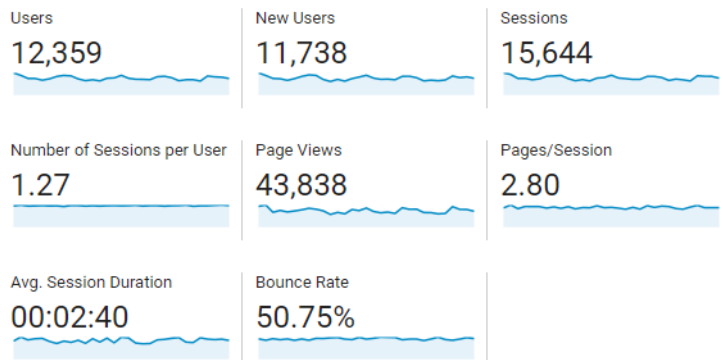 Users
12,359
New Users
11,738
Sessions
15,644
Number of Sessions per User
1.27
Page Views
43,838
Pages/Session
2.80
Avg. Session Duration
00:02:40
Bounce Rate
50.75%